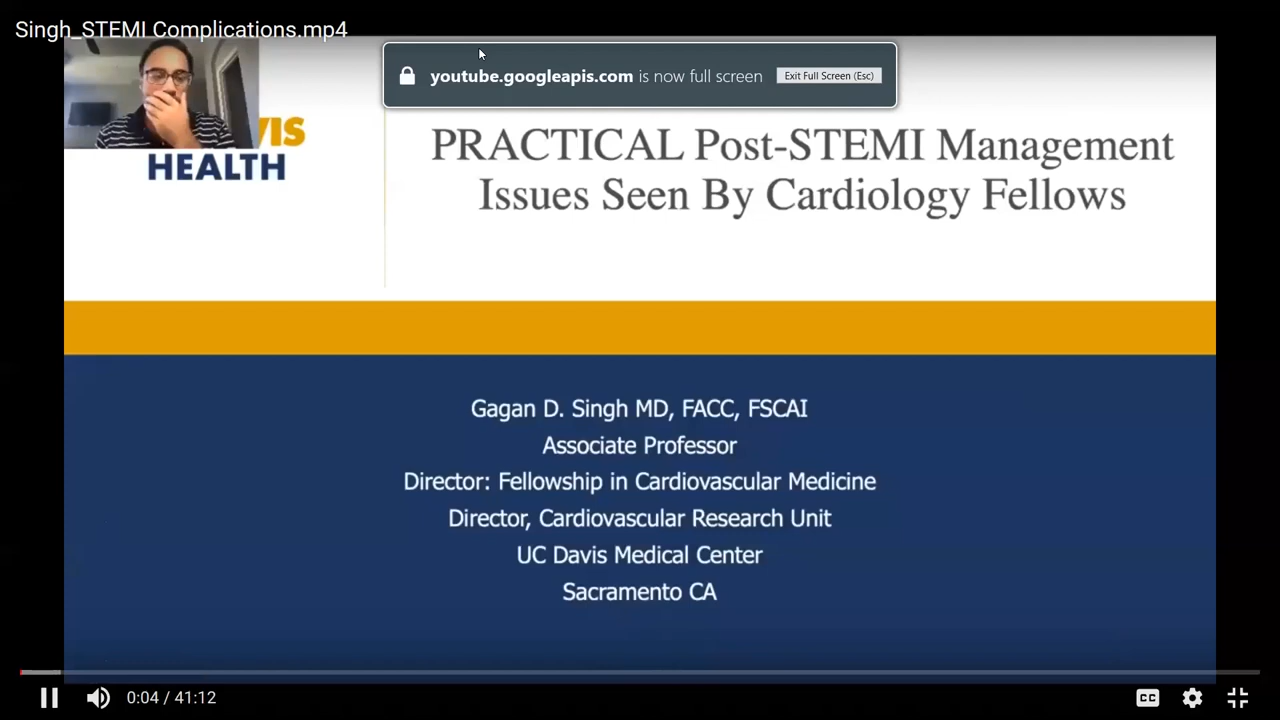 Singh_STEMI Complications.mp4
youtube.googleapis.com is now full screen Exit Full Screen (Esc)
VIS
HEALTH
PRACTICAL Post-STEMI Management
Issues Seen By Cardiology Fellows
Gagan D. Singh MD, FACC, FSCAI
Associate Professor
Director: Fellowship in Cardiovascular Medicine
Director, Cardiovascular Research Unit
UC Davis Medical Center
Sacramento CA
0:04 / 41:12
CC